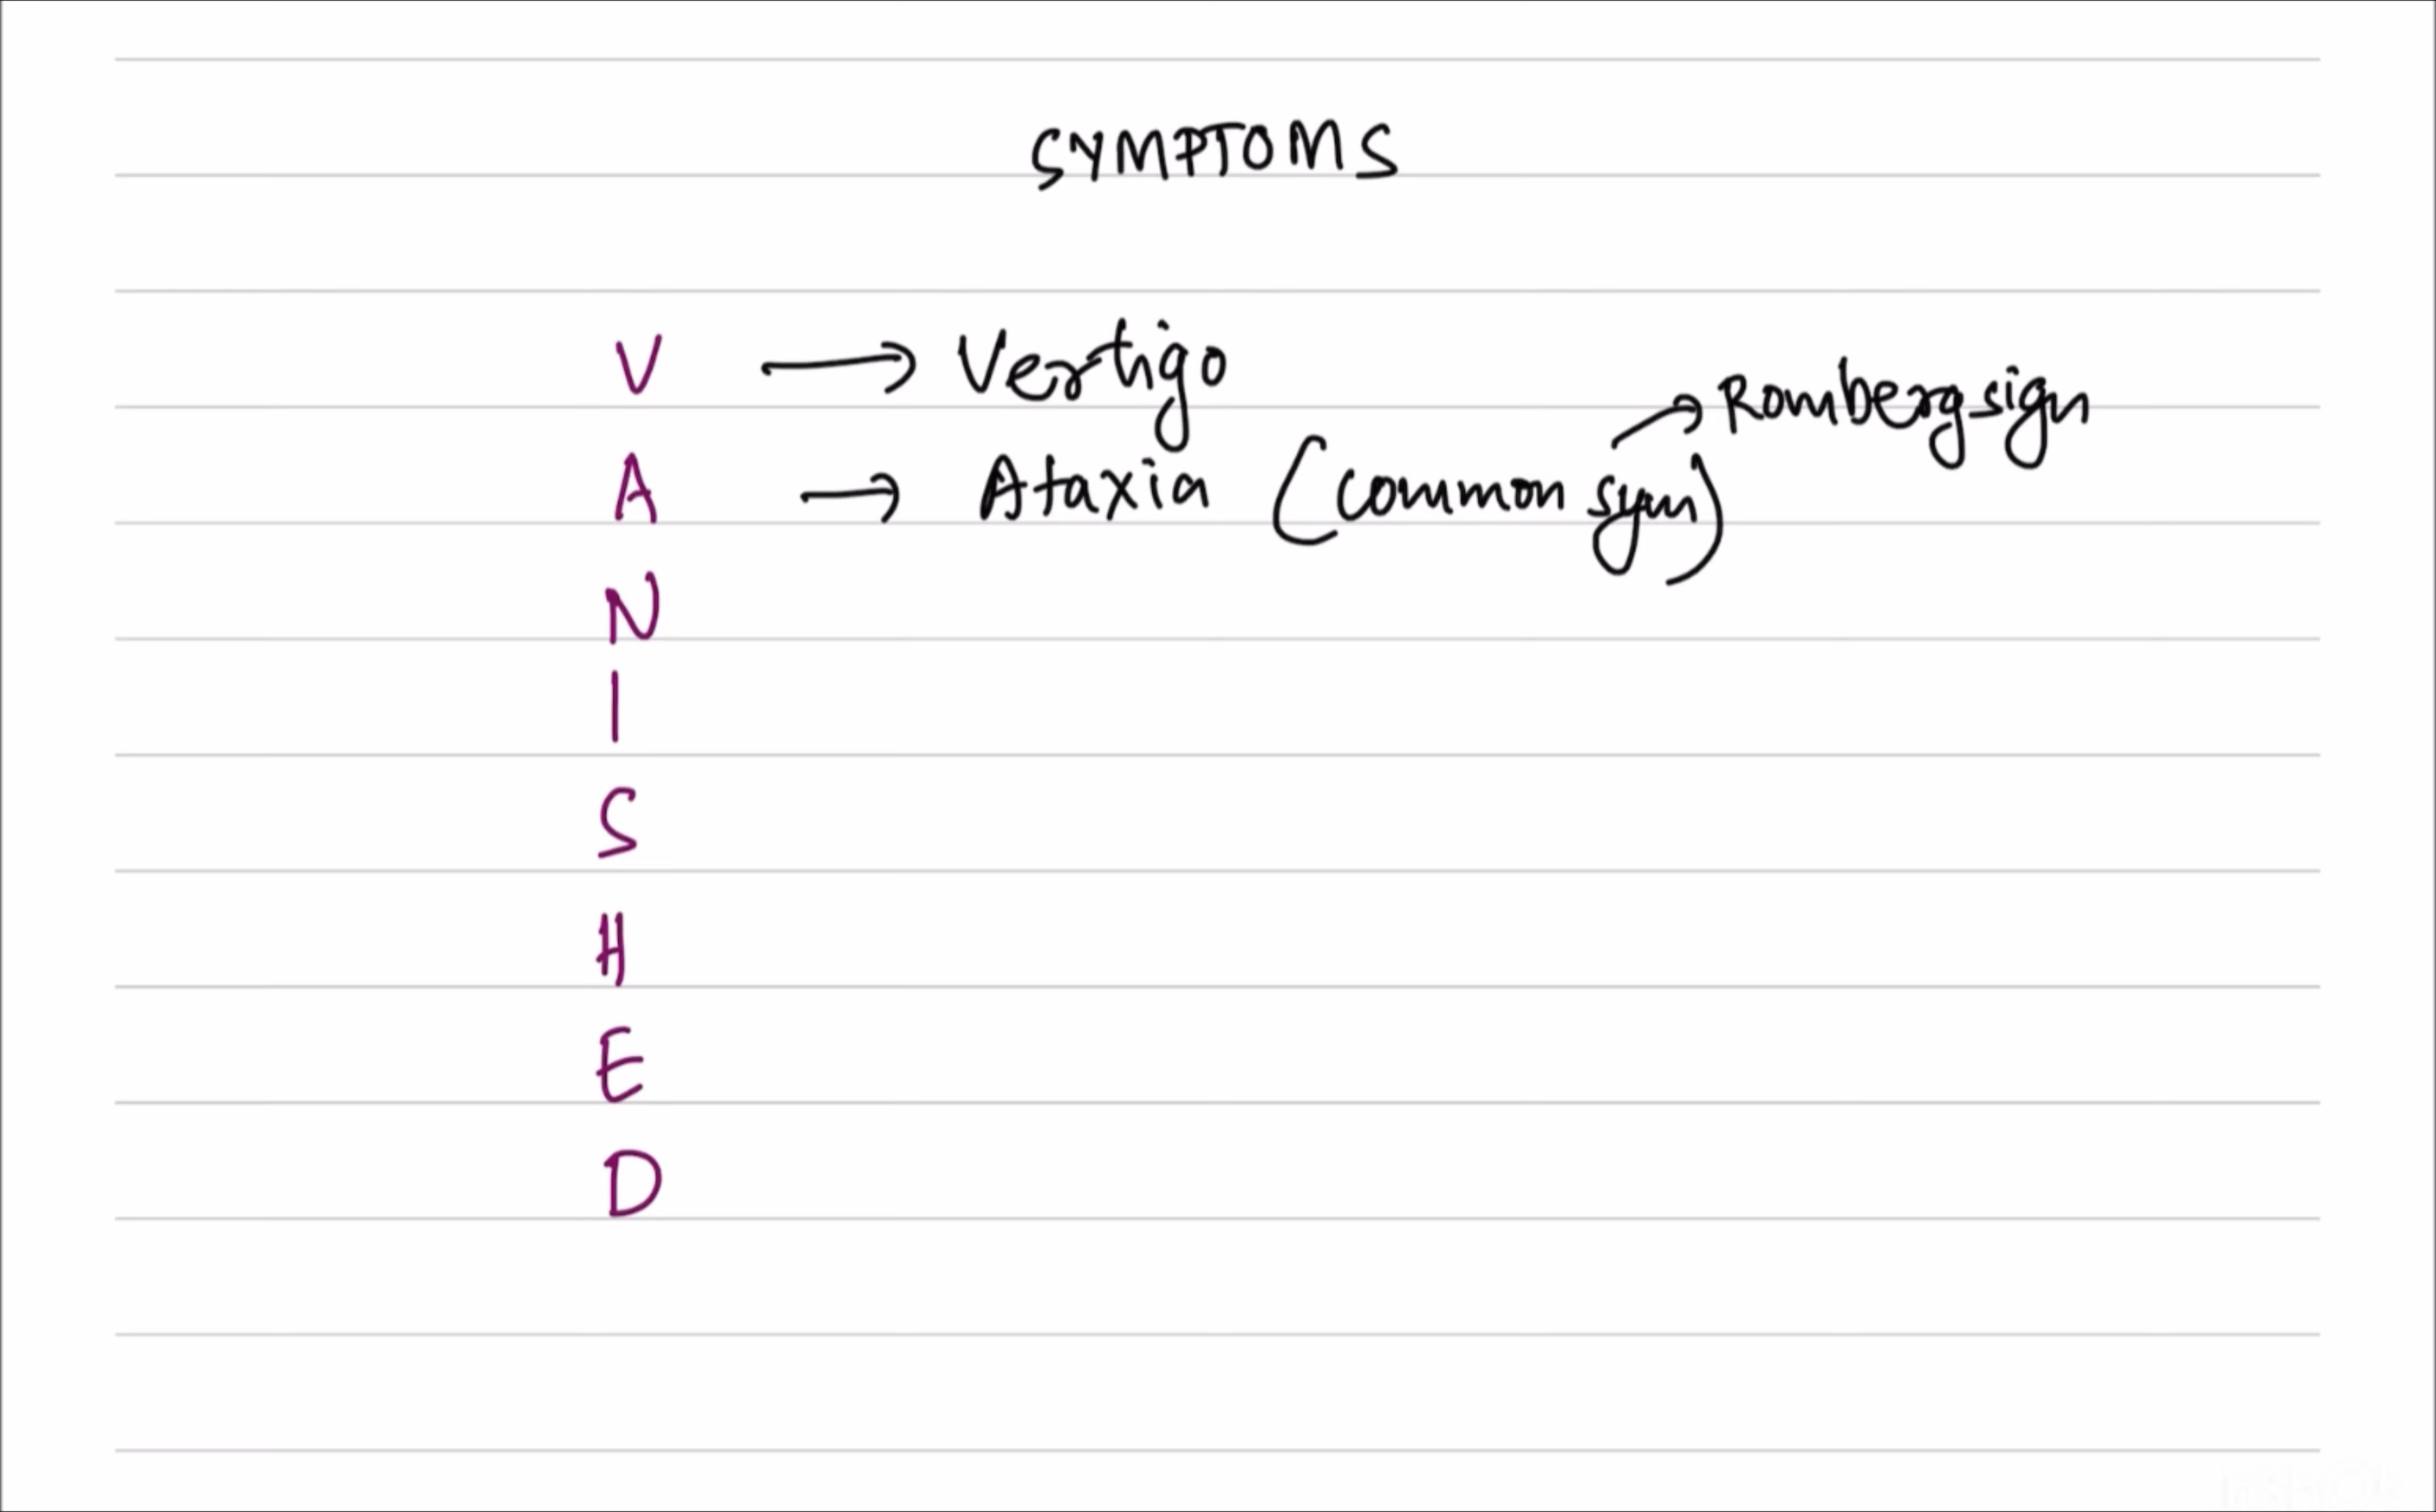 SYMPTOMS
V → Vertigo
→ Romberg sign
A → Ataxia (Common sign)
N
I
S
H
E
D